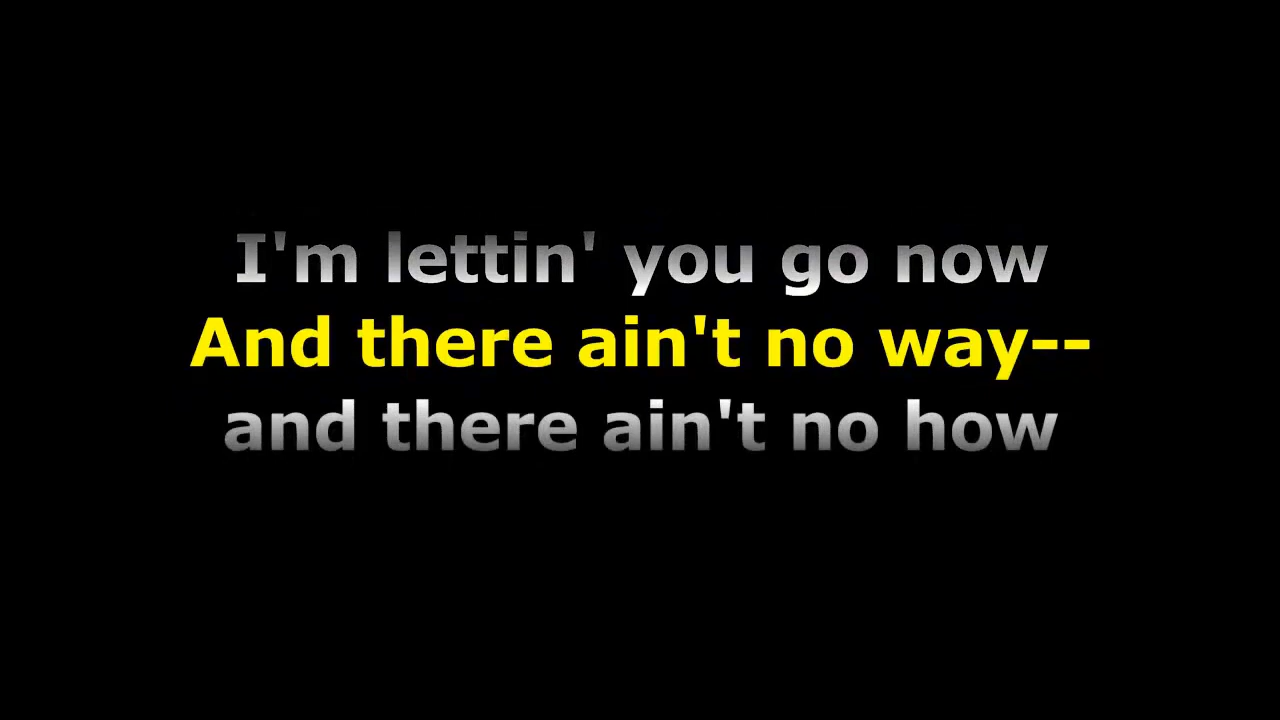 I'm lettin' you go now
And there ain't no way--
and there ain't no how